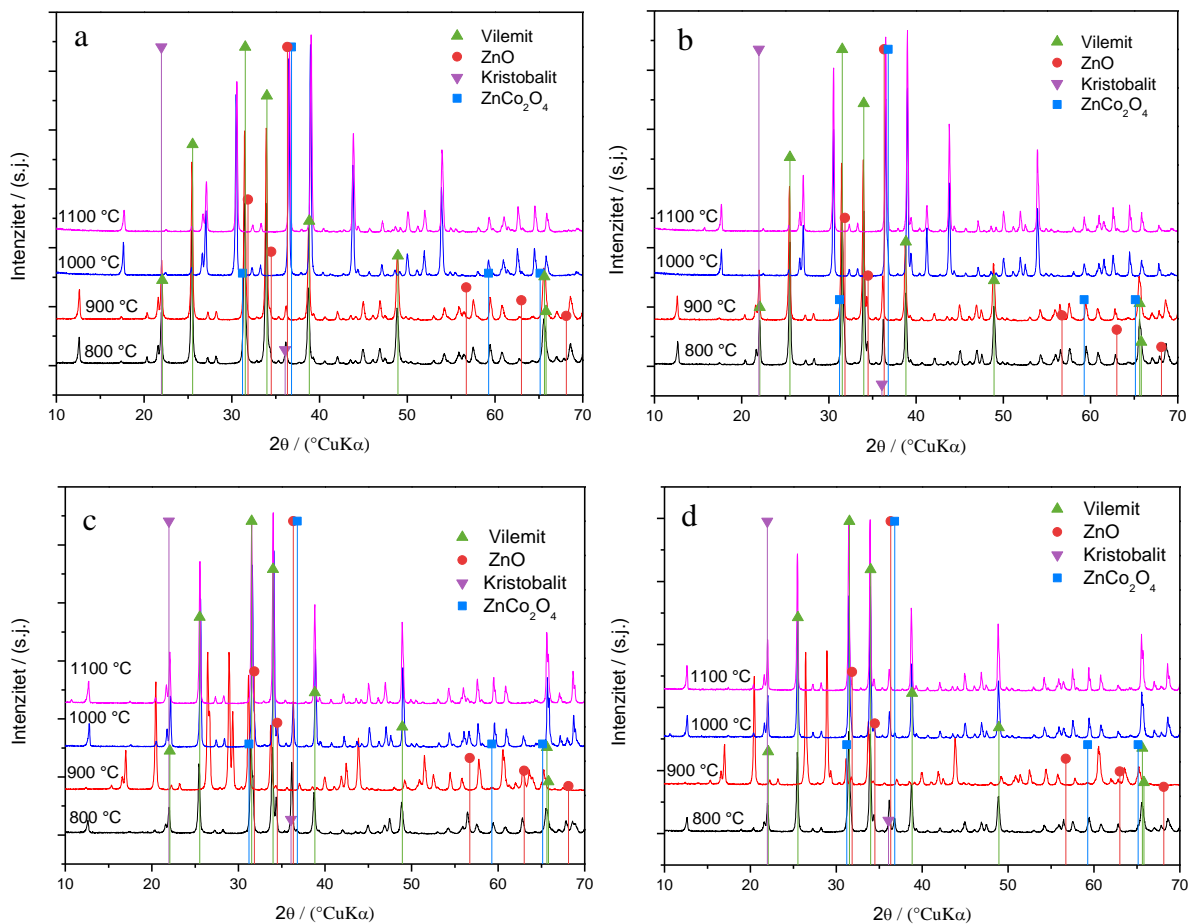 a
Vilemit
ZnO
Kristobalit
ZnCo₂O₄
Intenzitet / (s.j.)
1100 °C
1000 °C
900 °C
800 °C
10 20 30 40 50 60 70
2θ / (°CuKα)
b
Vilemit
ZnO
Kristobalit
ZnCo₂O₄
Intenzitet / (s.j.)
1100 °C
1000 °C
900 °C
800 °C
10 20 30 40 50 60 70
2θ / (°CuKα)
c
Vilemit
ZnO
Kristobalit
ZnCo₂O₄
Intenzitet / (s.j.)
1100 °C
1000 °C
900 °C
800 °C
10 20 30 40 50 60 70
2θ / (°CuKα)
d
Vilemit
ZnO
Kristobalit
ZnCo₂O₄
Intenzitet / (s.j.)
1100 °C
1000 °C
900 °C
800 °C
10 20 30 40 50 60 70
2θ / (°CuKα)